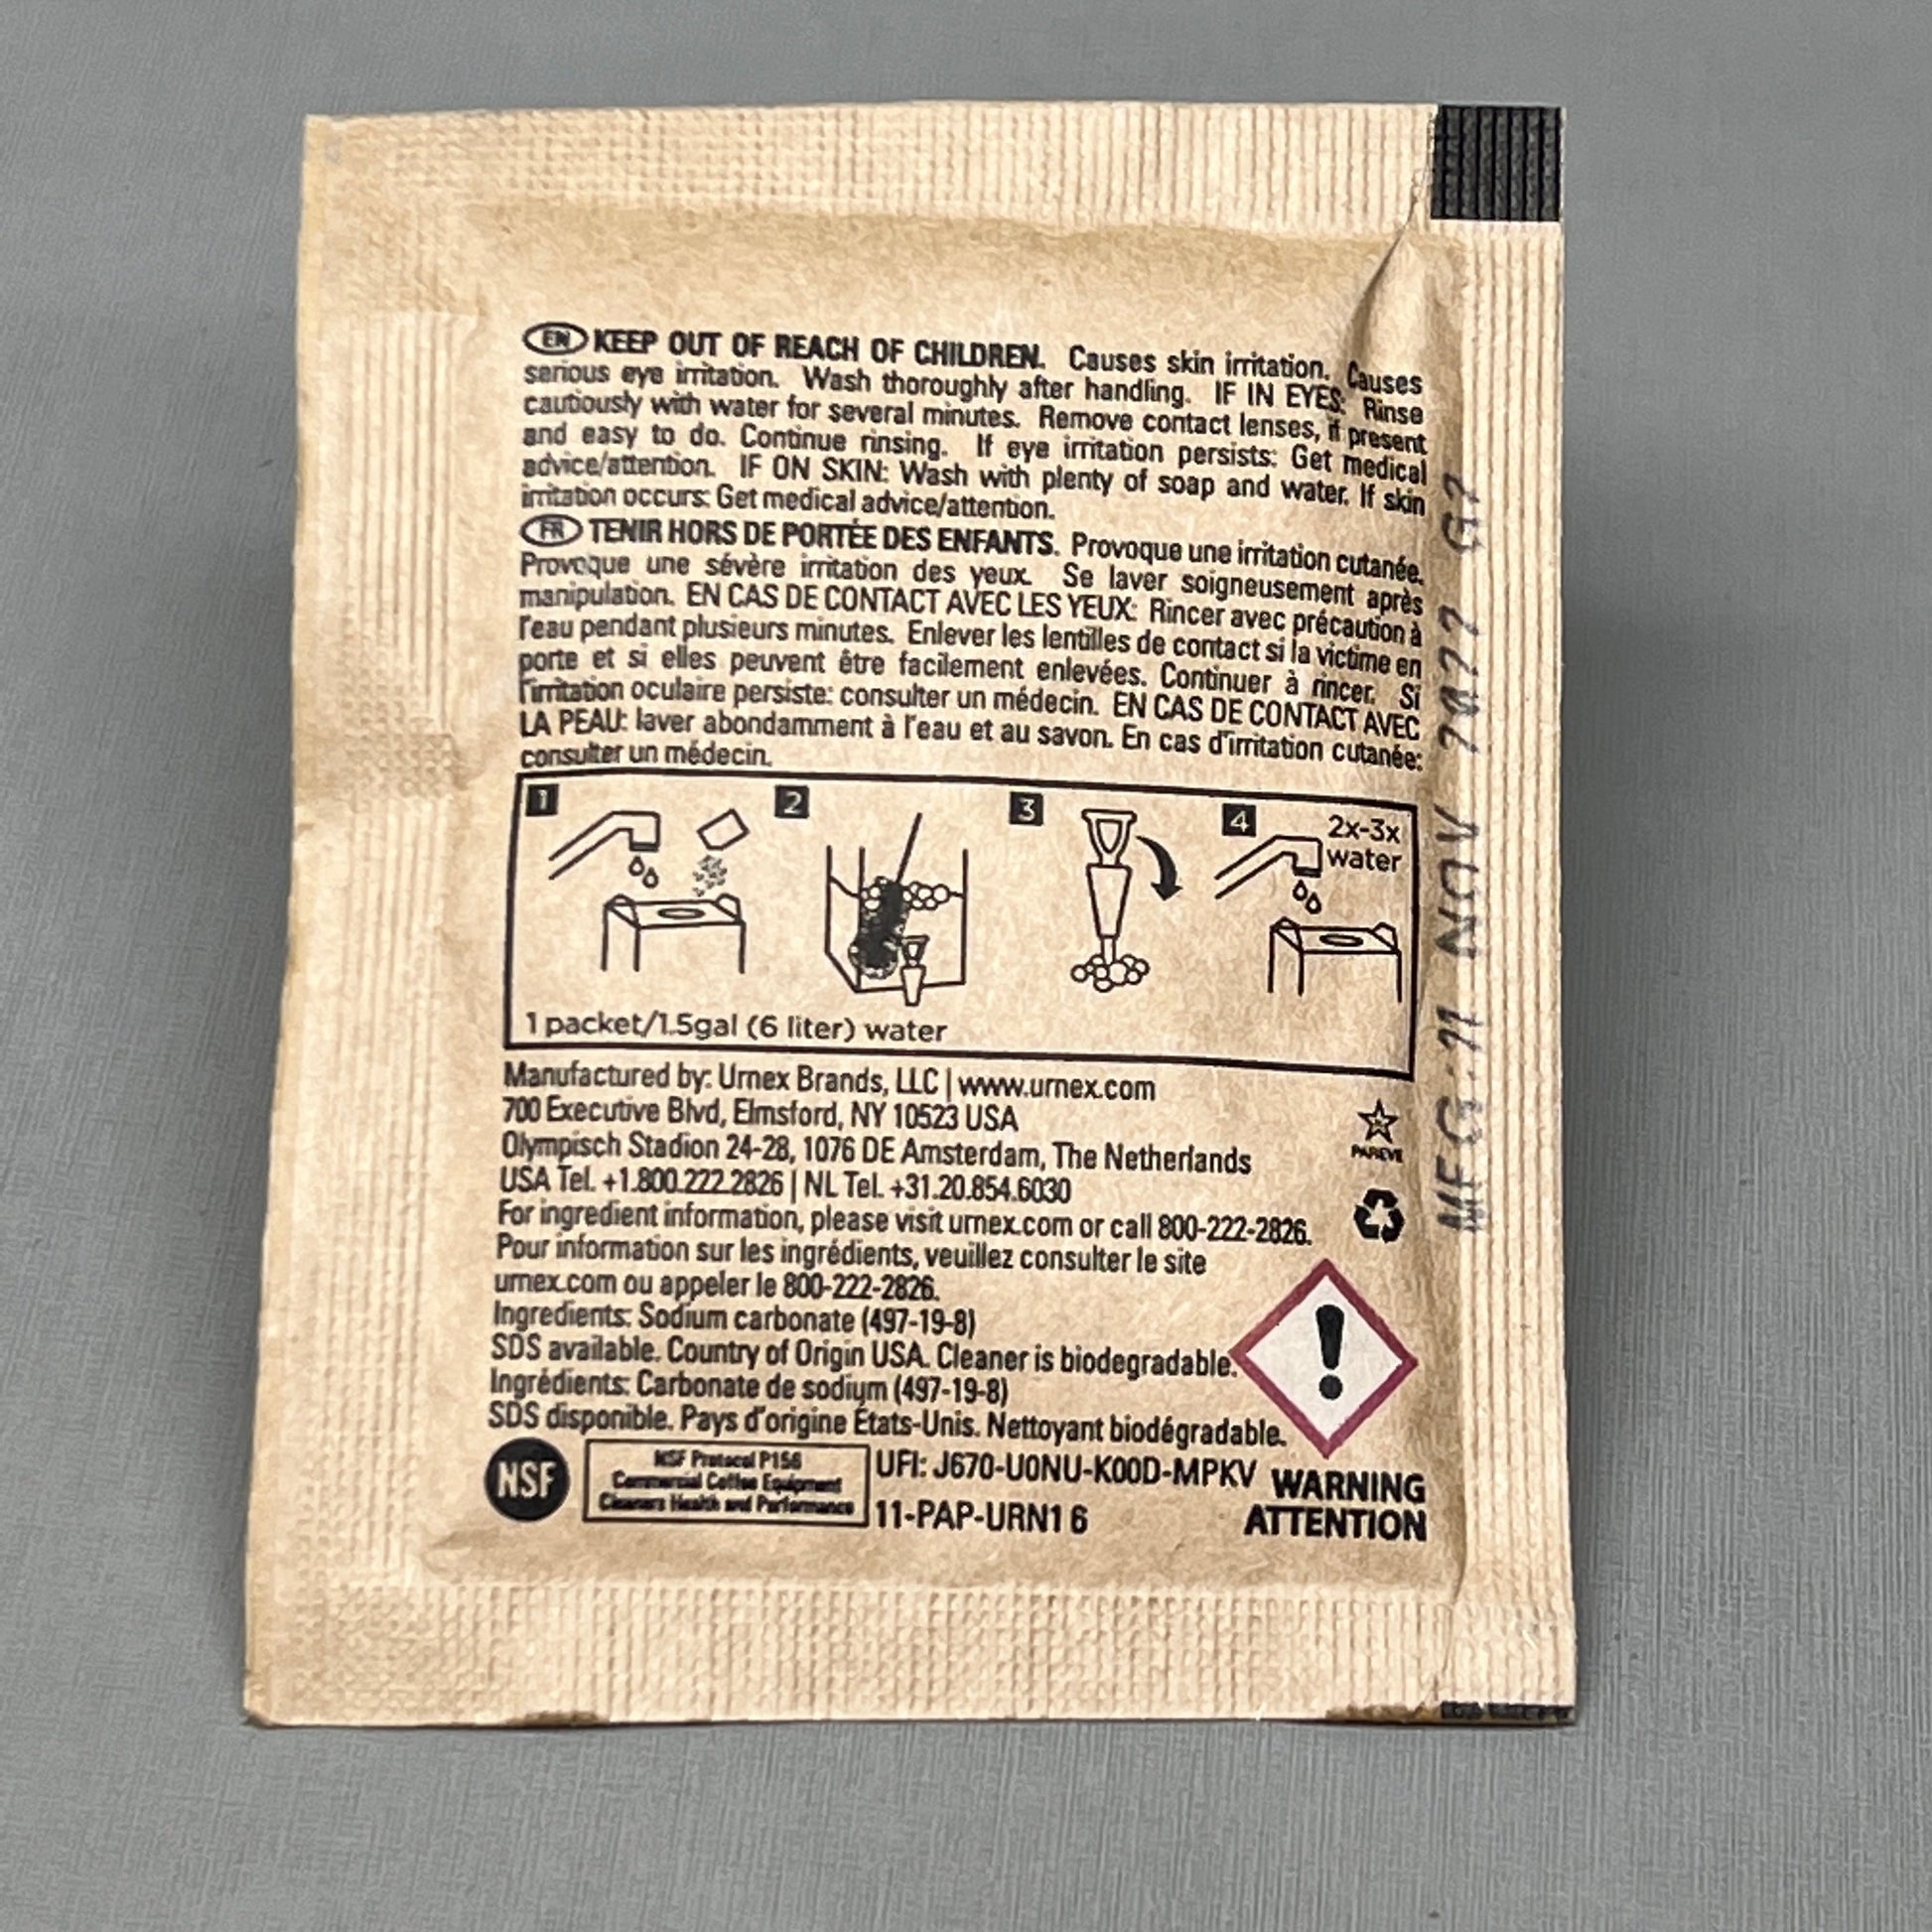 EN KEEP OUT OF REACH OF CHILDREN. Causes skin irritation. Causes
serious eye irritation. Wash thoroughly after handling. IF IN EYES: Rinse
cautiously with water for several minutes. Remove contact lenses, if present
and easy to do. Continue rinsing. If eye irritation persists: Get medical
advice/attention. IF ON SKIN: Wash with plenty of soap and water. If skin
irritation occurs: Get medical advice/attention.
FR TENIR HORS DE PORTÉE DES ENFANTS. Provoque une irritation cutanée.
Provoque une sévère irritation des yeux. Se laver soigneusement après
manipulation. EN CAS DE CONTACT AVEC LES YEUX: Rincer avec précaution à
l'eau pendant plusieurs minutes. Enlever les lentilles de contact si la victime en
porte et si elles peuvent être facilement enlevées. Continuer à rincer. Si
l'irritation oculaire persiste: consulter un médecin. EN CAS DE CONTACT AVEC
LA PEAU: laver abondamment à l'eau et au savon. En cas d'irritation cutanée:
consulter un médecin.
1 2 3 4
2x-3x
water
1 packet/1.5gal (6 liter) water
Manufactured by: Urnex Brands, LLC | www.urnex.com
700 Executive Blvd, Elmsford, NY 10523 USA
Olympisch Stadion 24-28, 1076 DE Amsterdam, The Netherlands
USA Tel. +1.800.222.2826 | NL Tel. +31.20.854.6030
For ingredient information, please visit urnex.com or call 800-222-2826.
Pour information sur les ingrédients, veuillez consulter le site
urnex.com ou appeler le 800-222-2826.
Ingredients: Sodium carbonate (497-19-8)
SDS available. Country of Origin USA. Cleaner is biodegradable.
Ingrédients: Carbonate de sodium (497-19-8)
SDS disponible. Pays d'origine États-Unis. Nettoyant biodégradable.
PAREVE
NSF
NSF Protocol P156
Commercial Coffee Equipment
Cleaners Health and Performance
UFI: J670-U0NU-K00D-MPKV
11-PAP-URN1 6
WARNING
ATTENTION
MFG: 11 NOV 2022